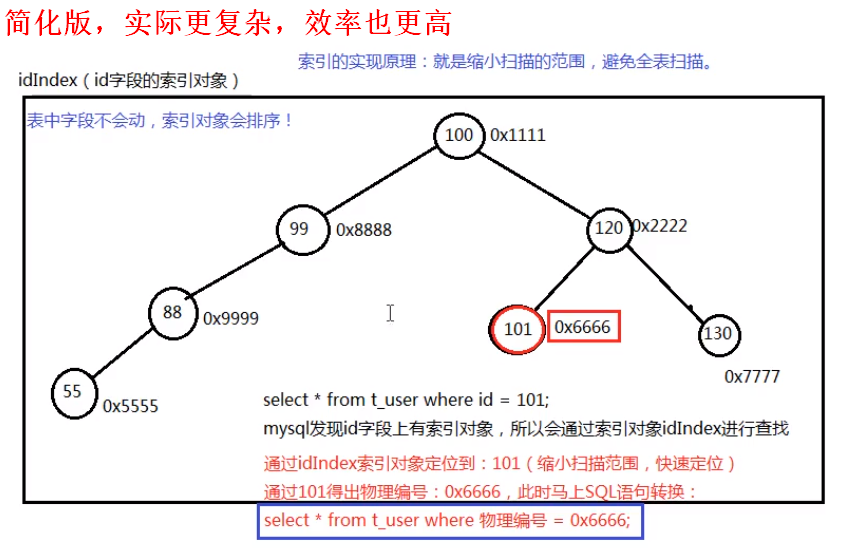 简化版，实际更复杂，效率也更高
索引的实现原理：就是缩小扫描的范围，避免全表扫描。
idIndex（id字段的索引对象）
表中字段不会动，索引对象会排序！
100 0x1111
99 0x8888
120 0x2222
88 0x9999
101 0x6666
130
0x7777
55 0x5555
select * from t_user where id = 101;
mysql发现id字段上有索引对象，所以会通过索引对象idIndex进行查找
通过idIndex索引对象定位到：101（缩小扫描范围，快速定位）
通过101得出物理编号：0x6666，此时马上SQL语句转换：
select * from t_user where 物理编号 = 0x6666;